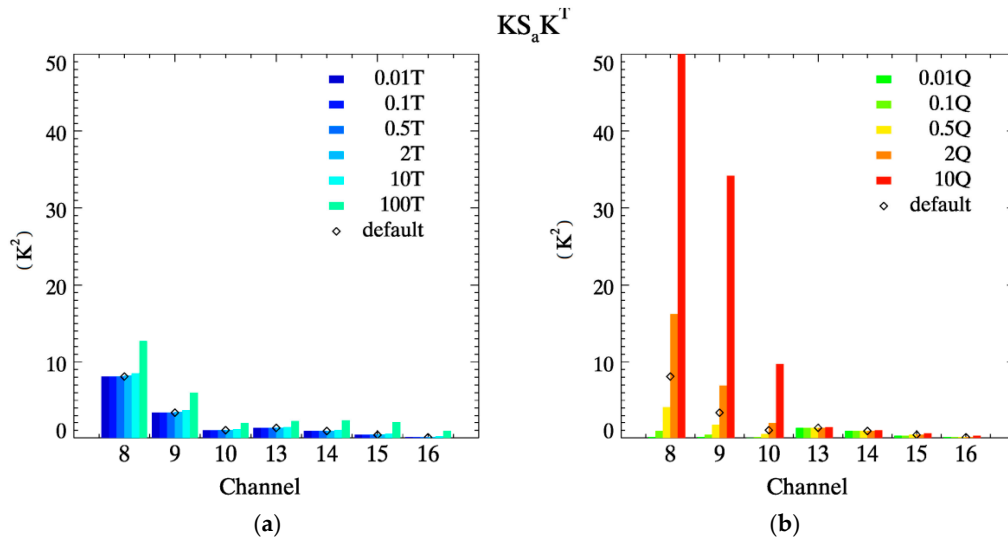 KSₐKᵀ
50
40
30
20
10
0
(K²)
0.01T
0.1T
0.5T
2T
10T
100T
default
8 9 10 13 14 15 16
Channel
(a)
50
40
30
20
10
0
(K²)
0.01Q
0.1Q
0.5Q
2Q
10Q
default
8 9 10 13 14 15 16
Channel
(b)